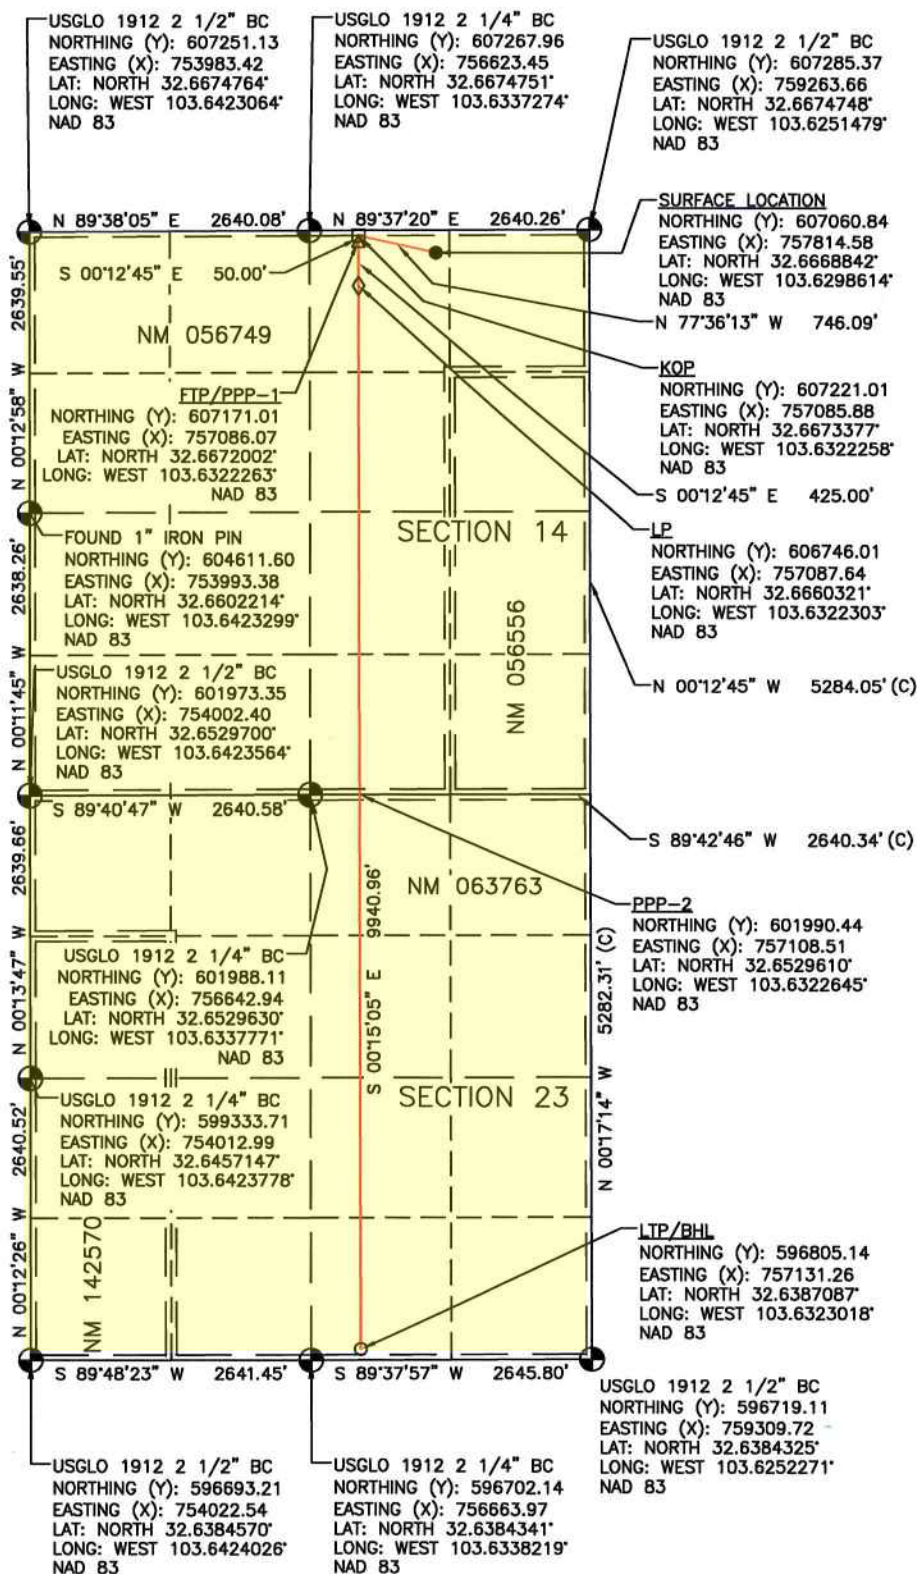 USGLO 1912 2 1/2" BC
NORTHING (Y): 607251.13
EASTING (X): 753983.42
LAT: NORTH 32.6674764°
LONG: WEST 103.6423064°
NAD 83
USGLO 1912 2 1/4" BC
NORTHING (Y): 607267.96
EASTING (X): 756623.45
LAT: NORTH 32.6674751°
LONG: WEST 103.6337274°
NAD 83
USGLO 1912 2 1/2" BC
NORTHING (Y): 607285.37
EASTING (X): 759263.66
LAT: NORTH 32.6674748°
LONG: WEST 103.6251479°
NAD 83
N 89°38'05" E 2640.08'
N 89°37'20" E 2640.26'
SURFACE LOCATION
NORTHING (Y): 607060.84
EASTING (X): 757814.58
LAT: NORTH 32.6668842°
LONG: WEST 103.6298614°
NAD 83
S 00°12'45" E 50.00'
N 77°36'13" W 746.09'
NM 056749
KOP
NORTHING (Y): 607221.01
EASTING (X): 757085.88
LAT: NORTH 32.6673377°
LONG: WEST 103.6322258°
NAD 83
FTP/PPP-1
NORTHING (Y): 607171.01
EASTING (X): 757086.07
LAT: NORTH 32.6672002°
LONG: WEST 103.6322263°
NAD 83
S 00°12'45" E 425.00'
N 00°12'58" W 2639.55'
SECTION 14
LP
NORTHING (Y): 606746.01
EASTING (X): 757087.64
LAT: NORTH 32.6660321°
LONG: WEST 103.6322303°
NAD 83
FOUND 1" IRON PIN
NORTHING (Y): 604611.60
EASTING (X): 753993.38
LAT: NORTH 32.6602214°
LONG: WEST 103.6423299°
NAD 83
NM 056556
N 00°12'45" W 5284.05' (C)
N 00°11'45" W 2638.26'
USGLO 1912 2 1/2" BC
NORTHING (Y): 601973.35
EASTING (X): 754002.40
LAT: NORTH 32.6529700°
LONG: WEST 103.6423564°
NAD 83
S 89°40'47" W 2640.58'
S 89°42'46" W 2640.34' (C)
NM 063763
PPP-2
NORTHING (Y): 601990.44
EASTING (X): 757108.51
LAT: NORTH 32.6529610°
LONG: WEST 103.6322645°
NAD 83
N 00°13'47" W 2639.66'
USGLO 1912 2 1/4" BC
NORTHING (Y): 601988.11
EASTING (X): 756642.94
LAT: NORTH 32.6529630°
LONG: WEST 103.6337771°
NAD 83
S 00°15'05" E 9940.96'
N 00°17'14" W 5282.31' (C)
SECTION 23
USGLO 1912 2 1/4" BC
NORTHING (Y): 599333.71
EASTING (X): 754012.99
LAT: NORTH 32.6457147°
LONG: WEST 103.6423778°
NAD 83
N 00°12'26" W 2640.52'
NM 142570
LTP/BHL
NORTHING (Y): 596805.14
EASTING (X): 757131.26
LAT: NORTH 32.6387087°
LONG: WEST 103.6323018°
NAD 83
S 89°48'23" W 2641.45'
S 89°37'57" W 2645.80'
USGLO 1912 2 1/2" BC
NORTHING (Y): 596719.11
EASTING (X): 759309.72
LAT: NORTH 32.6384325°
LONG: WEST 103.6252271°
NAD 83
USGLO 1912 2 1/2" BC
NORTHING (Y): 596693.21
EASTING (X): 754022.54
LAT: NORTH 32.6384570°
LONG: WEST 103.6424026°
NAD 83
USGLO 1912 2 1/4" BC
NORTHING (Y): 596702.14
EASTING (X): 756663.97
LAT: NORTH 32.6384341°
LONG: WEST 103.6338219°
NAD 83